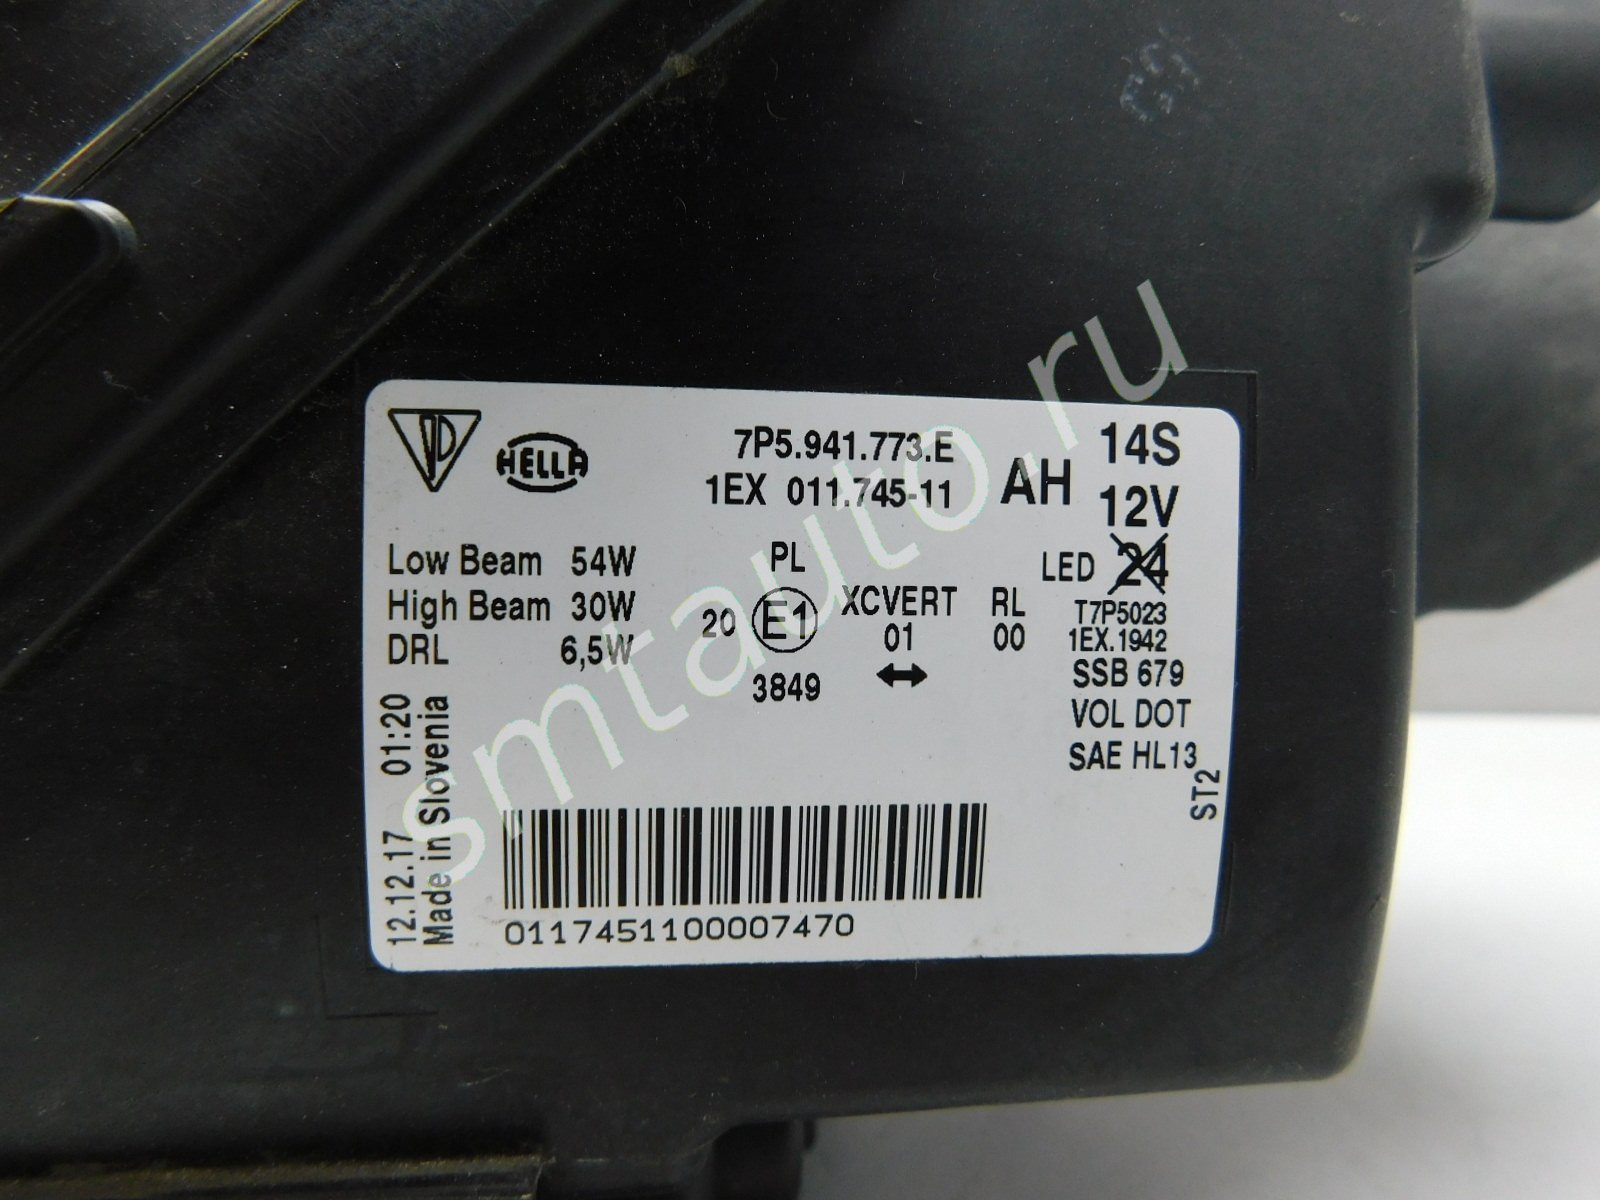 HELLA
7P5.941.773.E
1EX 011.745-11
AH
14S
12V
Low Beam 54W
High Beam 30W
DRL 6,5W
PL
20 E1 XCVERT RL
01 00
3849
LED 24
T7P5023
1EX.1942
SSB 679
VOL DOT
SAE HL13
ST2
12.12.17 01:20
Made in Slovenia
0117451100007470
smtauto.ru